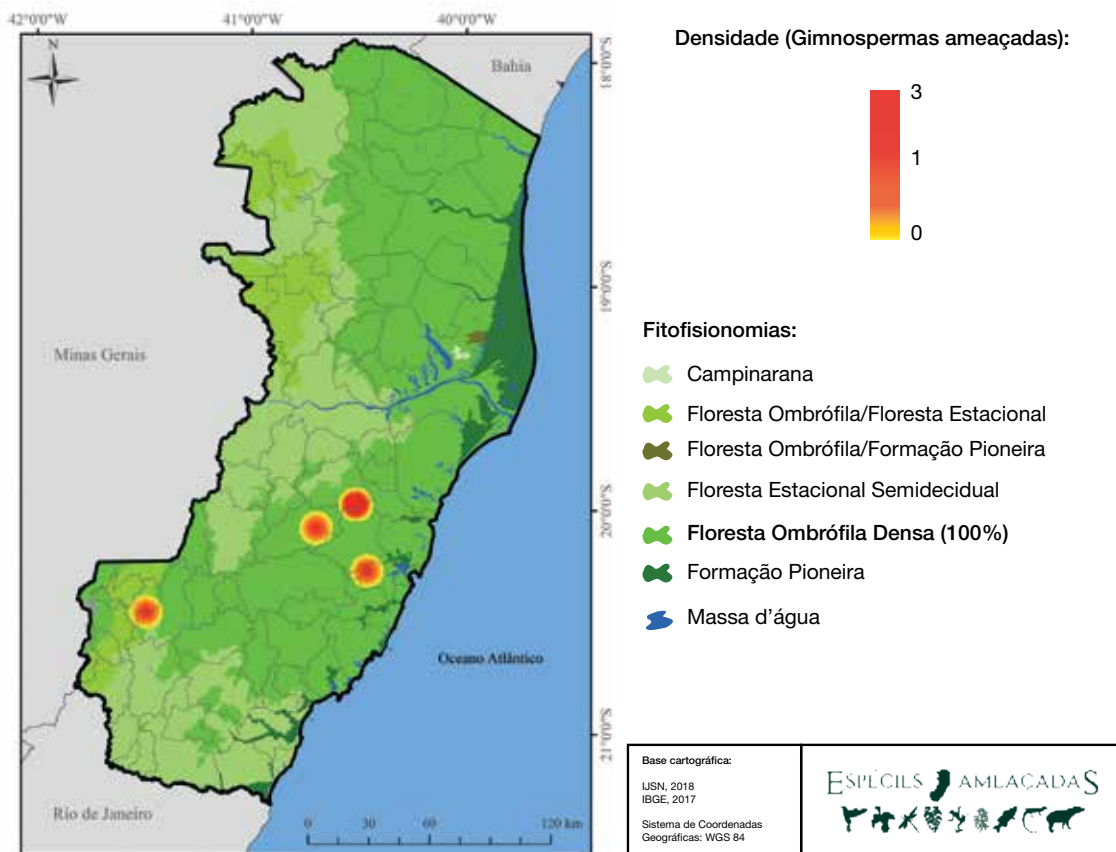 42°0'0"W
41°0'0"W
40°0'0"W
N
Bahia
18°0'0"S
19°0'0"S
Minas Gerais
20°0'0"S
Oceano Atlântico
21°0'0"S
Rio de Janeiro
0 30 60 120 km
Densidade (Gimnospermas ameaçadas):
3
1
0
Fitofisionomias:
Campinarana
Floresta Ombrófila/Floresta Estacional
Floresta Ombrófila/Formação Pioneira
Floresta Estacional Semidecidual
Floresta Ombrófila Densa (100%)
Formação Pioneira
Massa d'água
Base cartográfica:
IJSN, 2018
IBGE, 2017
Sistema de Coordenadas
Geográficas: WGS 84
ESPÉCILS AMLAÇADAS